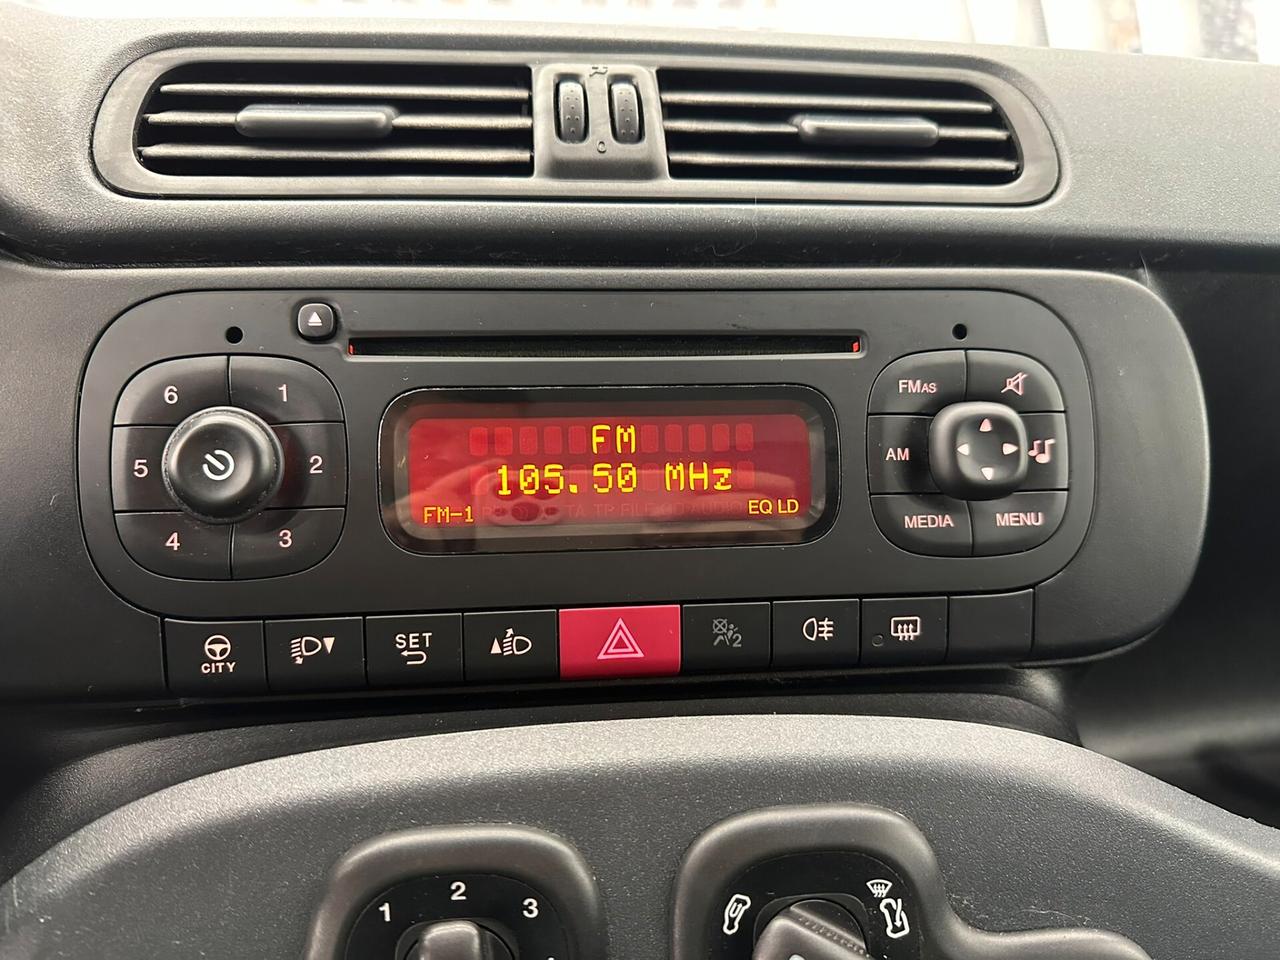 6
1
5
2
4
3
FM
105.50 MHz
FM-1
EQ LD
FMAS
AM
MEDIA
MENU
CITY
SET
2
1
2
3